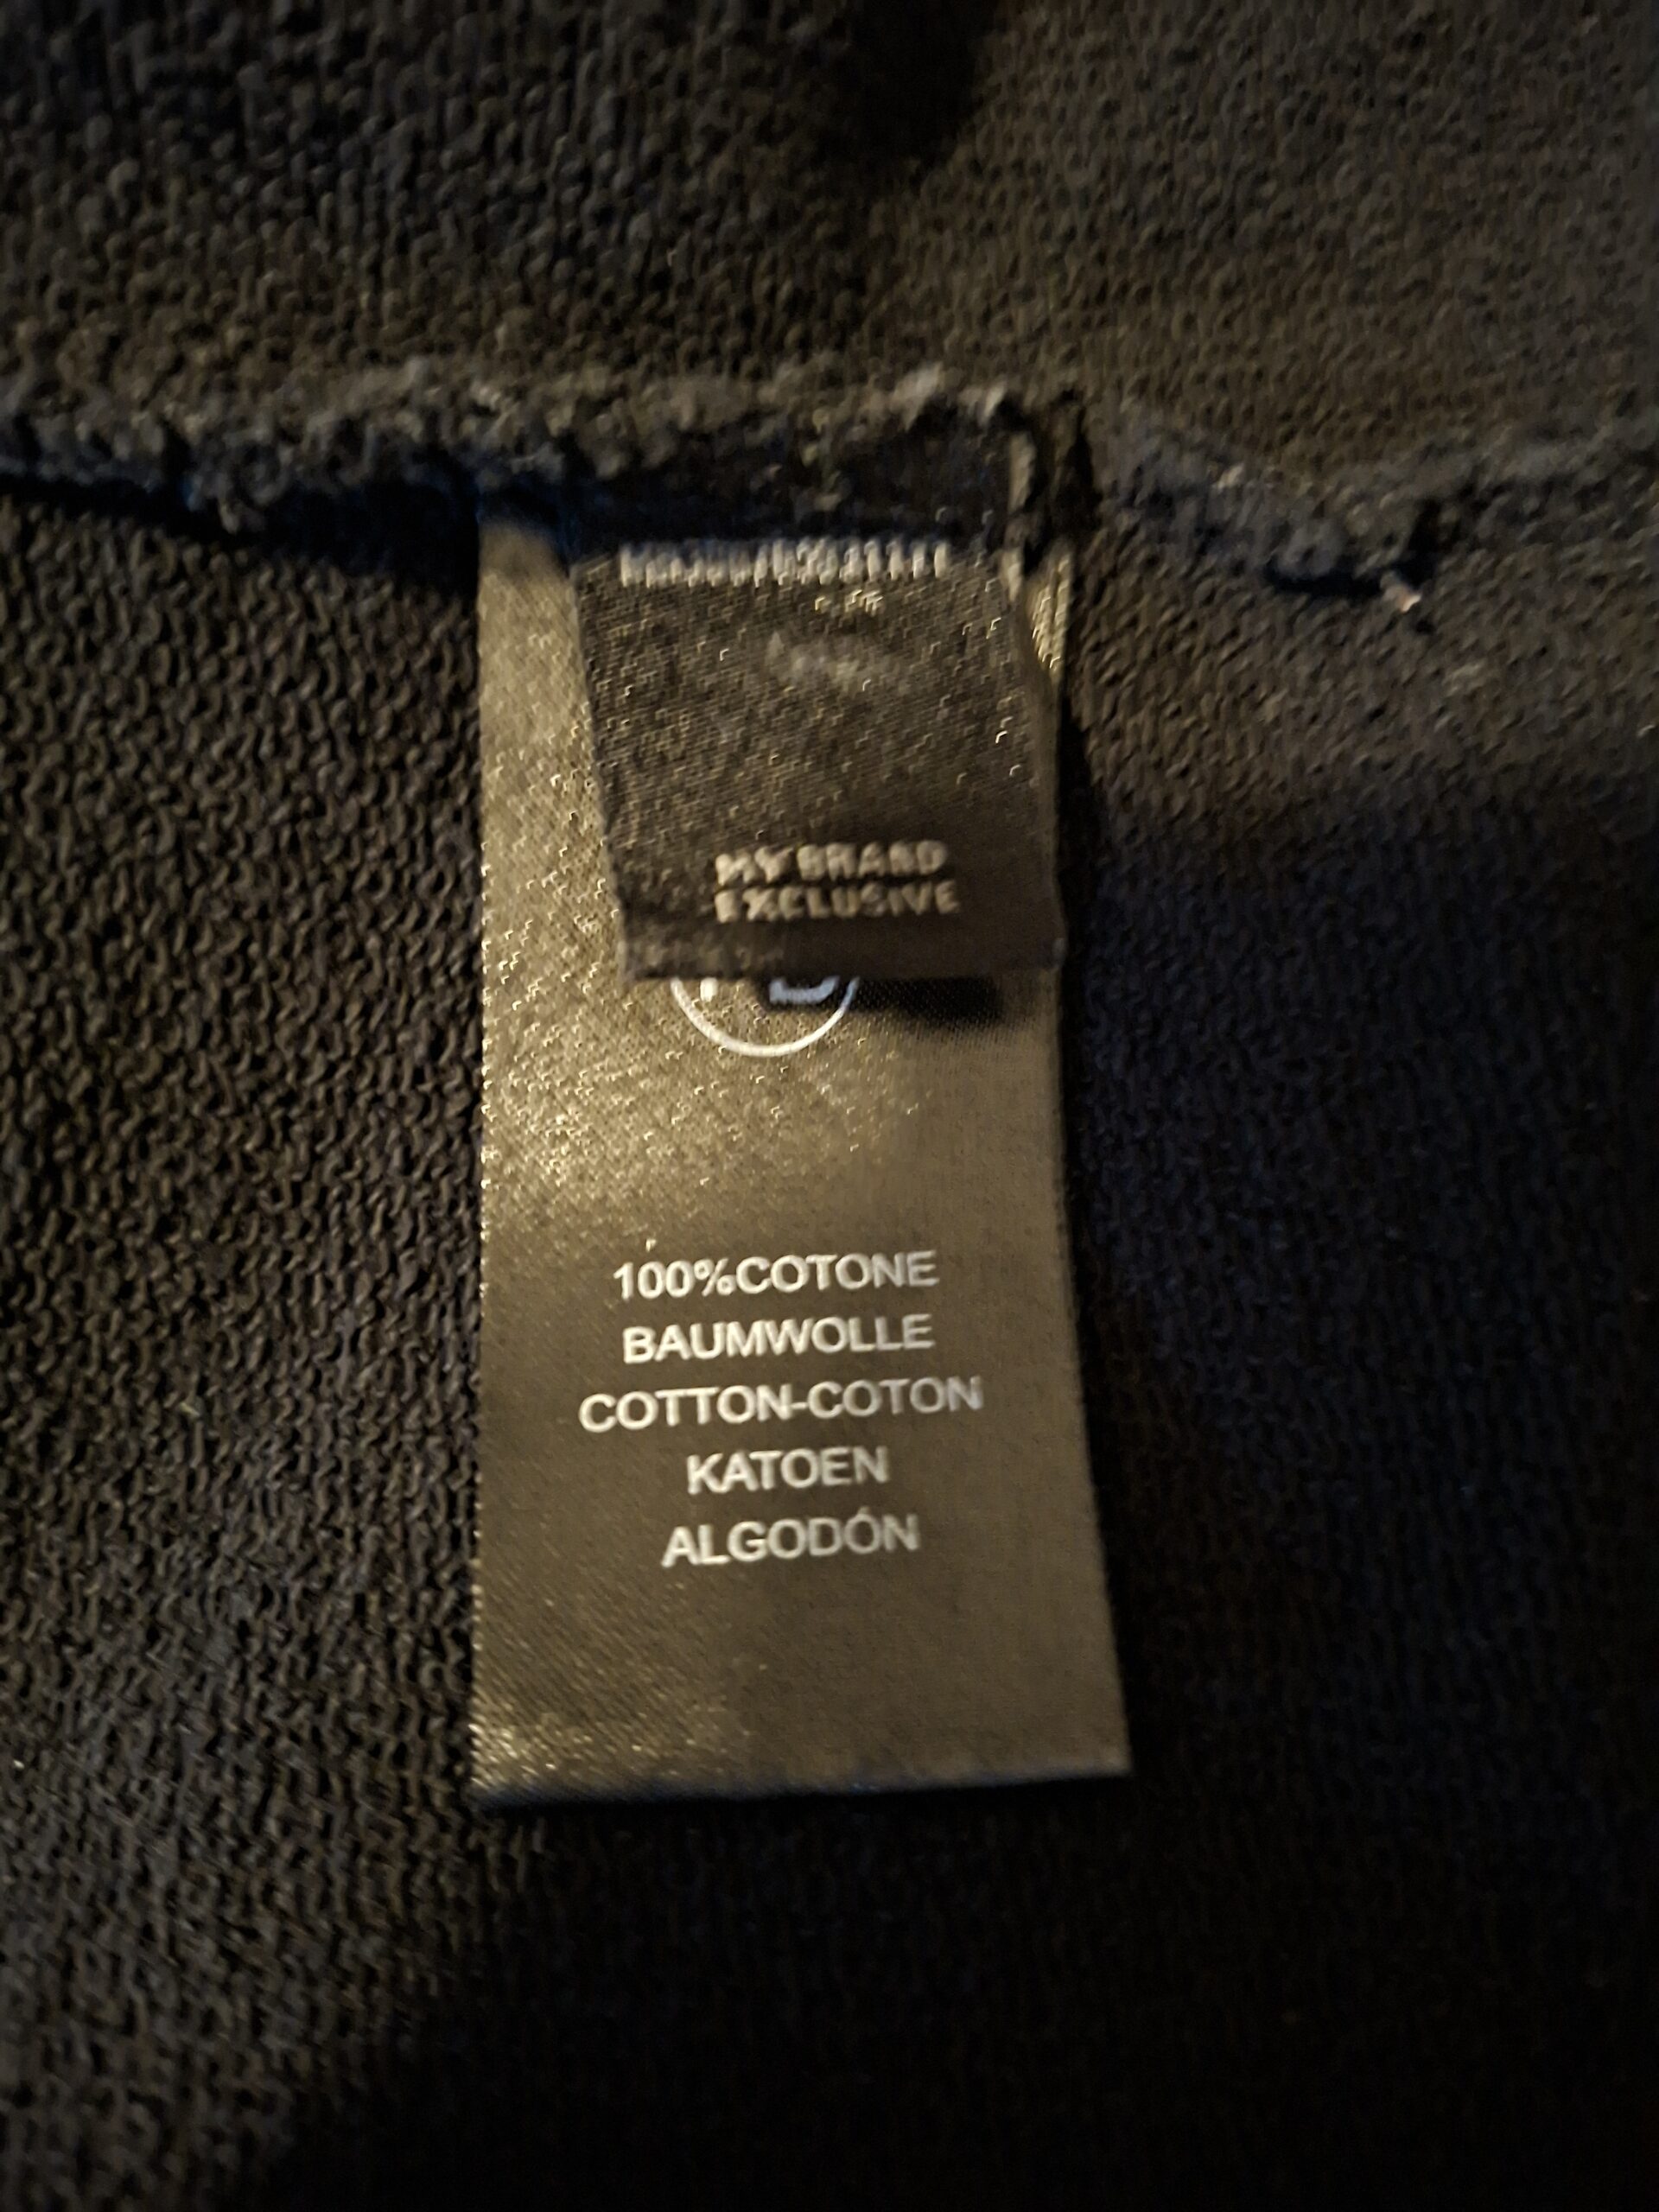 MY BRAND
EXCLUSIVE
100%COTONE
BAUMWOLLE
COTTON-COTON
KATOEN
ALGODÓN